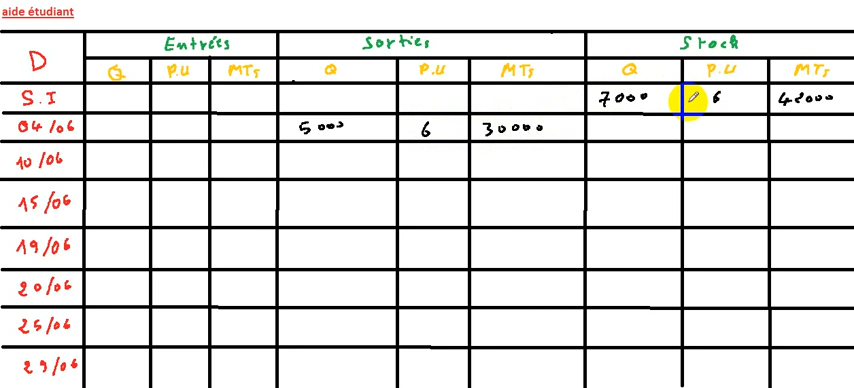 aide étudiant
D Entrées Sorties Stock
Q P.U MTs Q P.U MTs Q P.U MTs
S.I 7000 6 42000
04/06 5000 6 30000
10/06
15/06
19/06
20/06
25/06
29/06